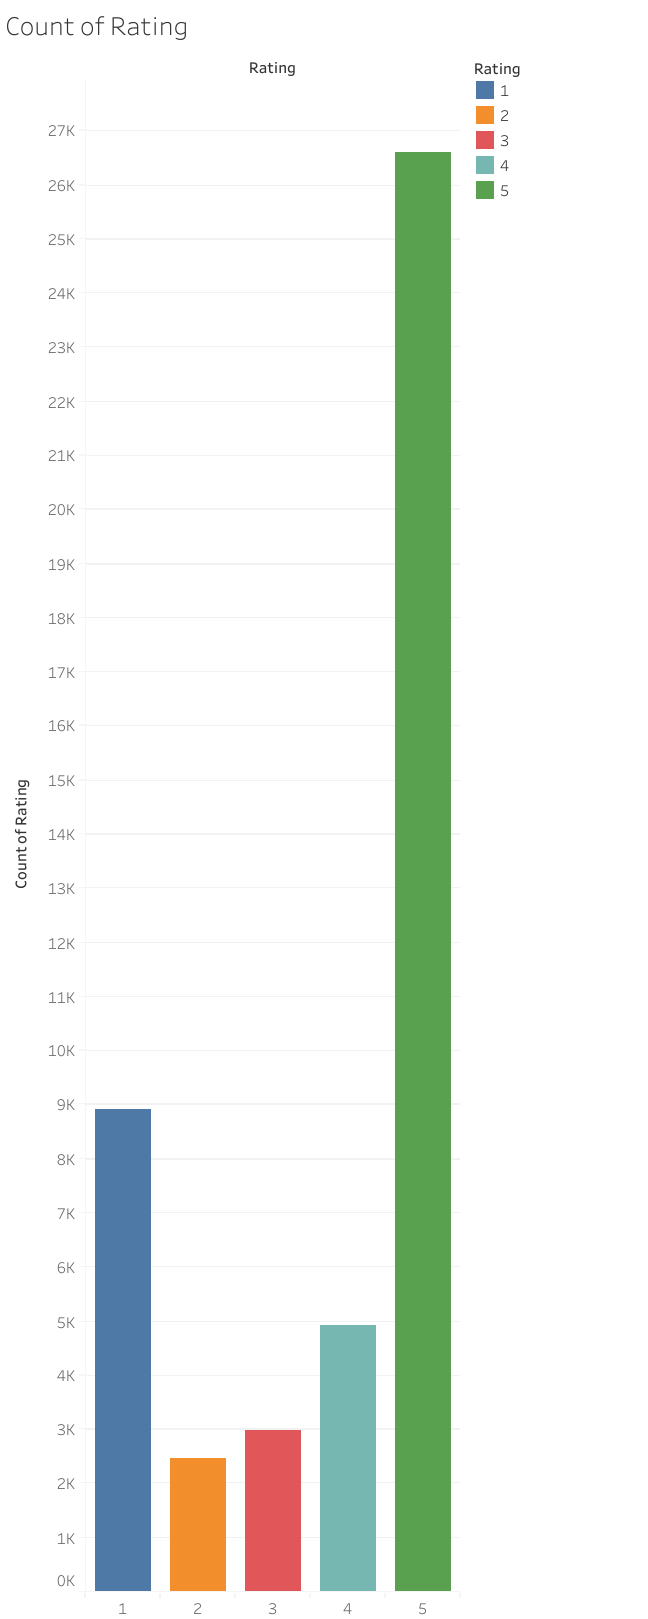 Count of Rating
Rating
Rating
1
2
3
4
5
27K
26K
25K
24K
23K
22K
21K
20K
19K
18K
17K
16K
15K
14K
13K
12K
11K
10K
9K
8K
7K
6K
5K
4K
3K
2K
1K
0K
Count of Rating
1 2 3 4 5